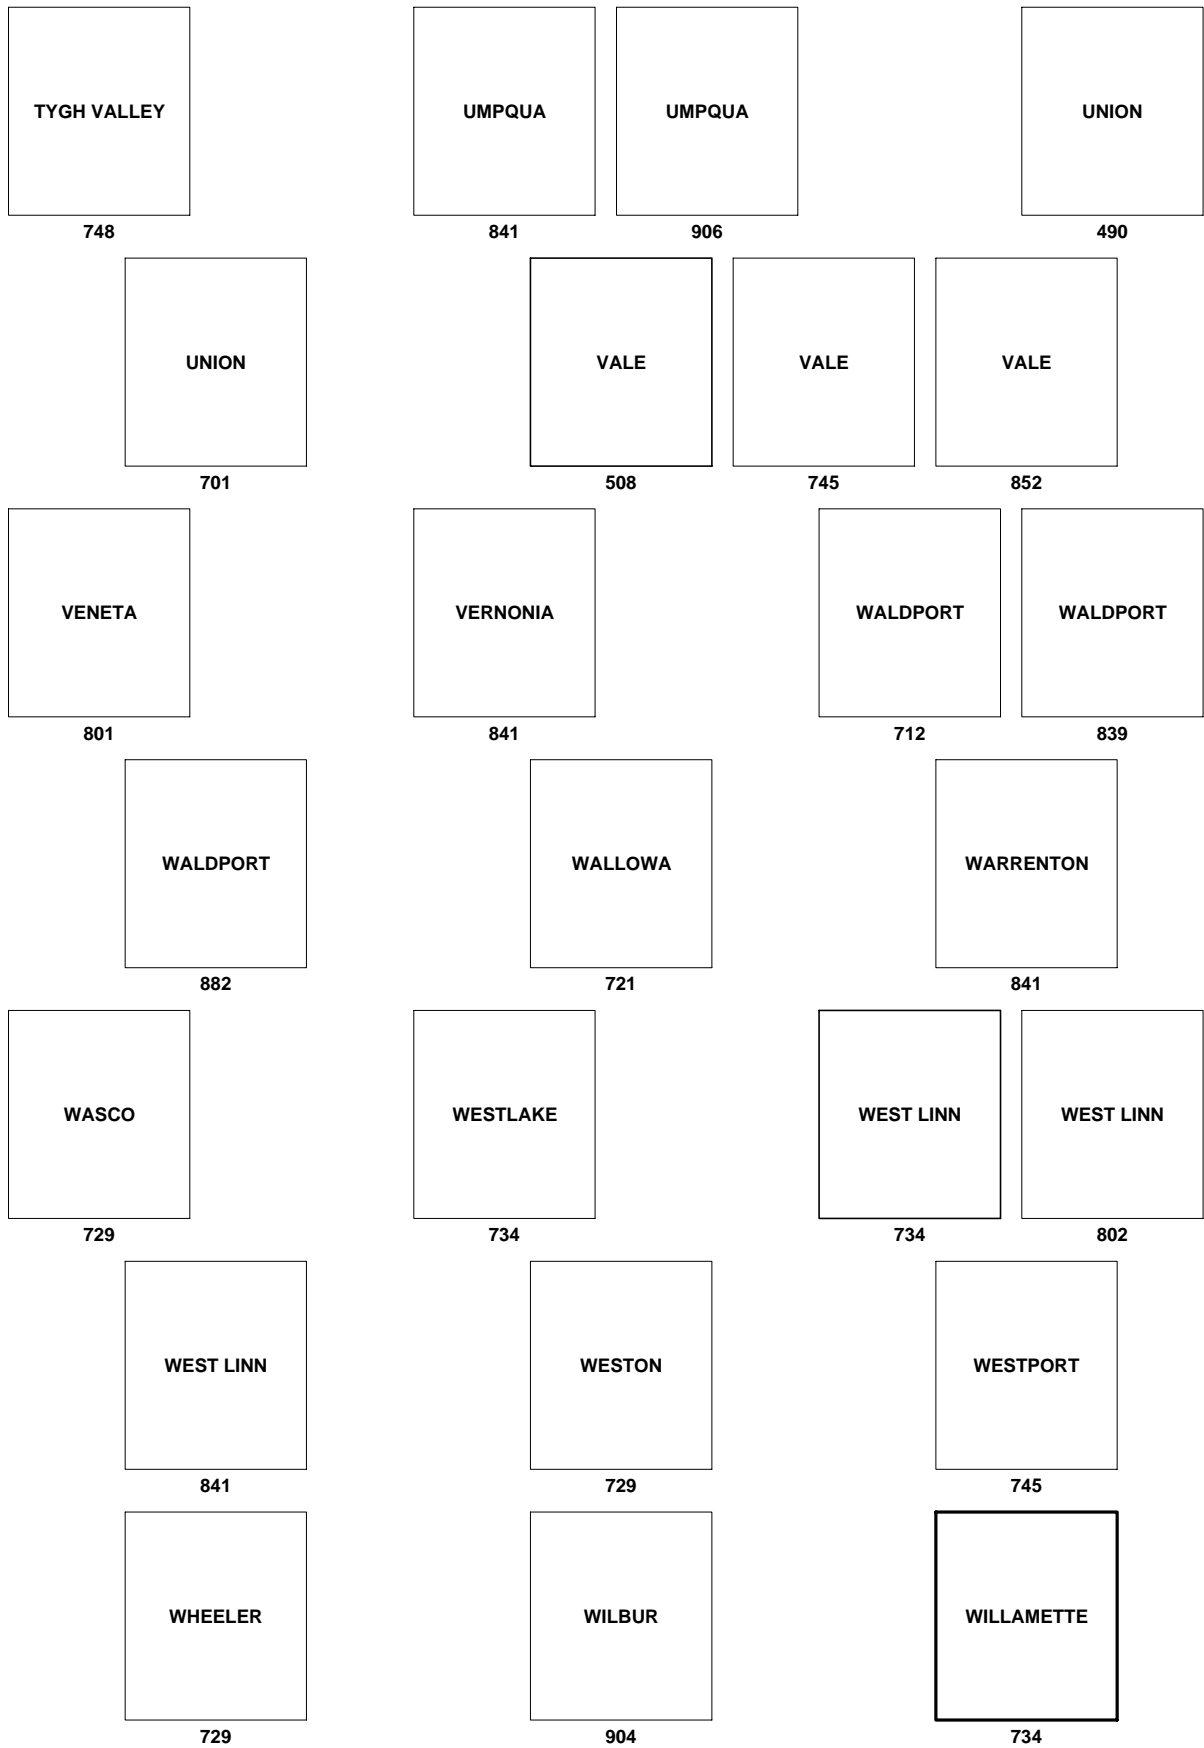 TYGH VALLEY UMPQUA UMPQUA UNION
748 841 906 490
UNION VALE VALE VALE
701 508 745 852
VENETA VERNONIA WALDPORT WALDPORT
801 841 712 839
WALDPORT WALLOWA WARRENTON
882 721 841
WASCO WESTLAKE WEST LINN WEST LINN
729 734 734 802
WEST LINN WESTON WESTPORT
841 729 745
WHEELER WILBUR WILLAMETTE
729 904 734